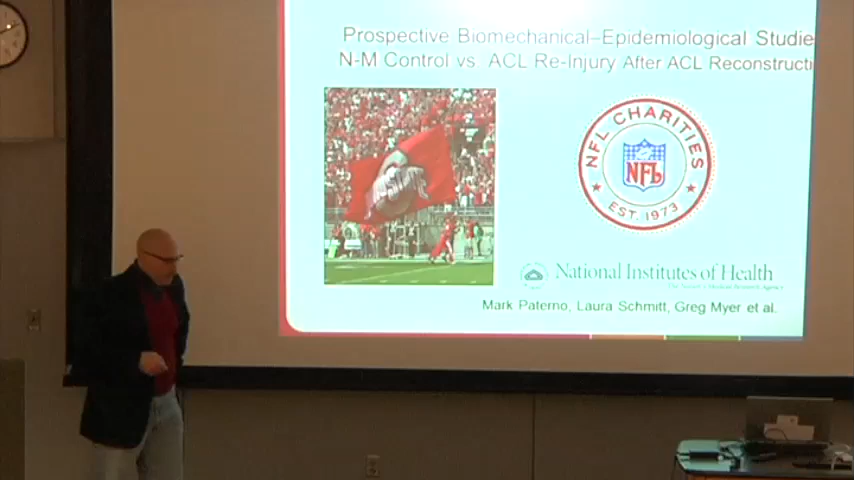 Prospective Biomechanical–Epidemiological Studie
N-M Control vs. ACL Re-Injury After ACL Reconstructi
NFL CHARITIES
NFL
EST. 1973
National Institutes of Health
Mark Paterno, Laura Schmitt, Greg Myer et al.